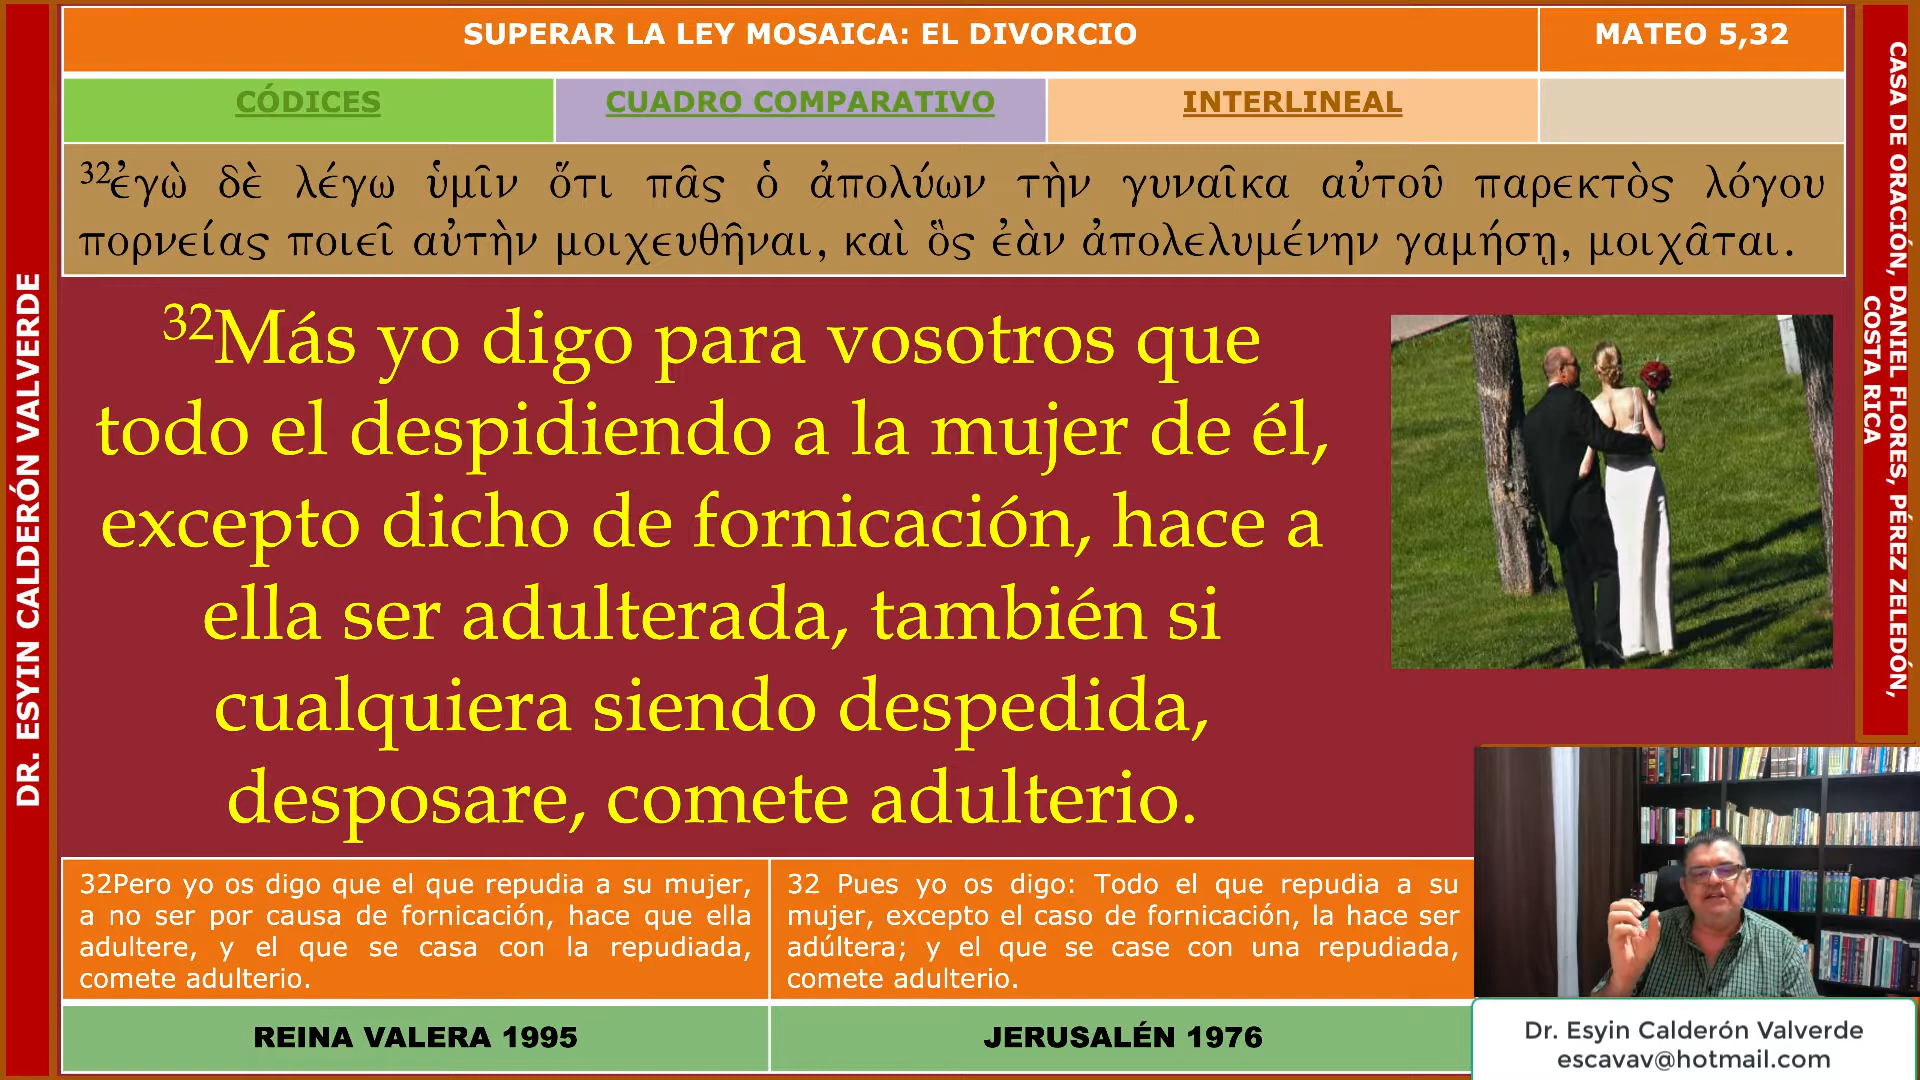 SUPERAR LA LEY MOSAICA: EL DIVORCIO
MATEO 5,32
CÓDICES
CUADRO COMPARATIVO
INTERLINEAL
32ἐγὼ δὲ λέγω ὑμῖν ὅτι πᾶς ὁ ἀπολύων τὴν γυναῖκα αὐτοῦ παρεκτὸς λόγου
πορνείας ποιεῖ αὐτὴν μοιχευθῆναι, καὶ ὃς ἐὰν ἀπολελυμένην γαμήσῃ, μοιχᾶται.
32Más yo digo para vosotros que
todo el despidiendo a la mujer de él,
excepto dicho de fornicación, hace a
ella ser adulterada, también si
cualquiera siendo despedida,
desposare, comete adulterio.
32Pero yo os digo que el que repudia a su mujer,
a no ser por causa de fornicación, hace que ella
adultere, y el que se casa con la repudiada,
comete adulterio.
32 Pues yo os digo: Todo el que repudia a su
mujer, excepto el caso de fornicación, la hace ser
adúltera; y el que se case con una repudiada,
comete adulterio.
REINA VALERA 1995
JERUSALÉN 1976
DR. ESYIN CALDERÓN VALVERDE
CASA DE ORACIÓN, DANIEL FLORES, PÉREZ ZELEDÓN,
COSTA RICA
Dr. Esyin Calderón Valverde
escavav@hotmail.com